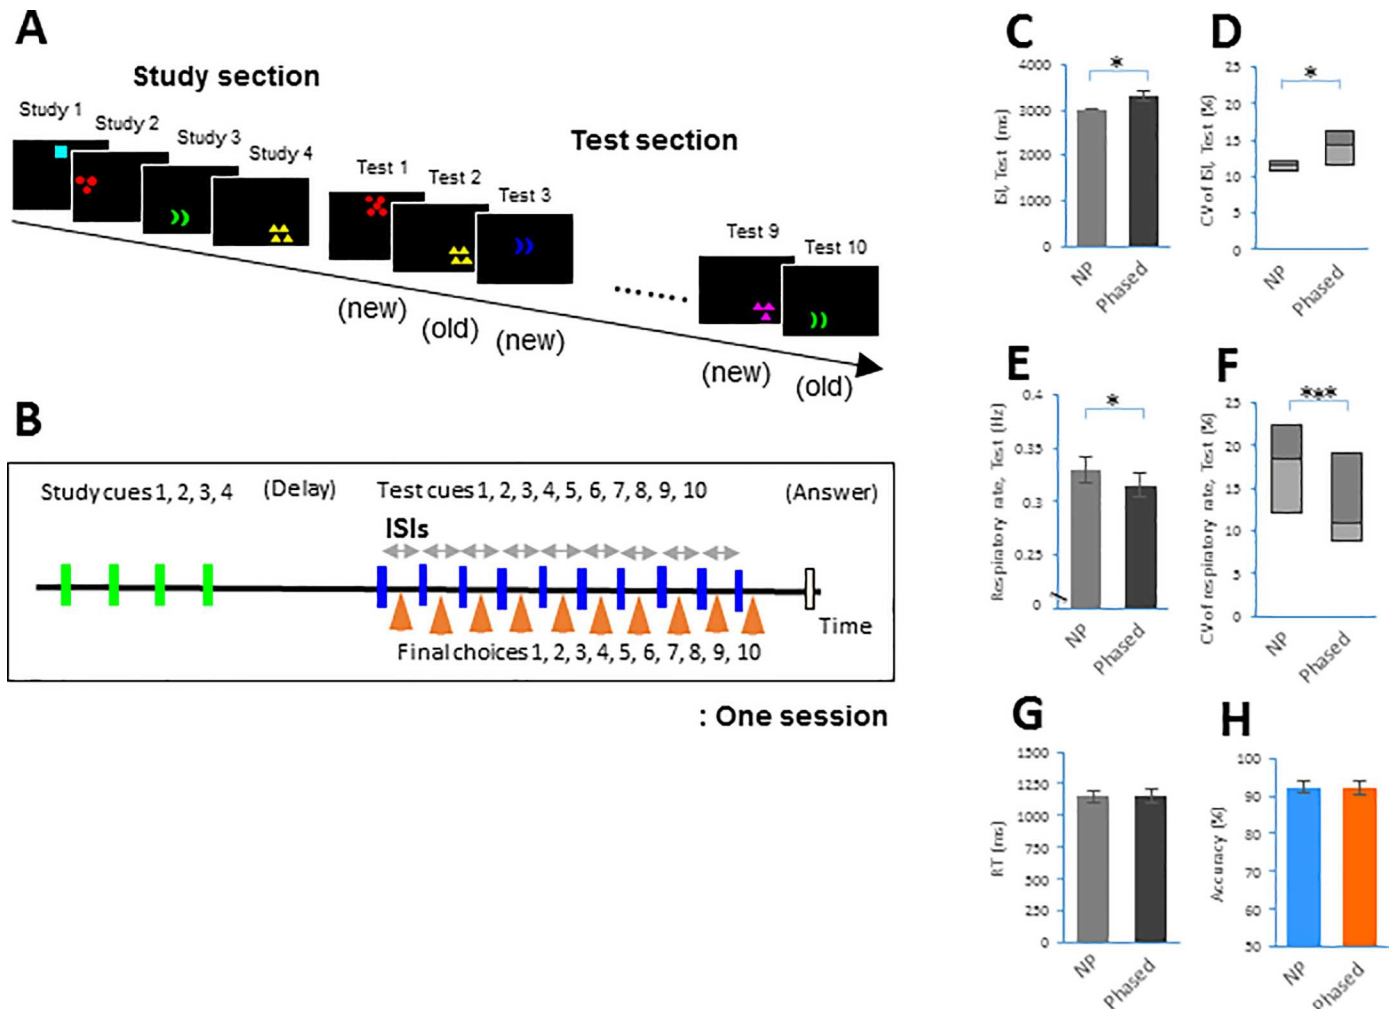 A
Study section
Study 1
Study 2
Study 3
Study 4
Test section
Test 1
Test 2
Test 3
Test 9
Test 10
(new)
(old)
(new)
(new)
(old)
B
Study cues 1, 2, 3, 4
(Delay)
Test cues 1, 2, 3, 4, 5, 6, 7, 8, 9, 10
(Answer)
ISIs
Time
Final choices 1, 2, 3, 4, 5, 6, 7, 8, 9, 10
: One session
C
ISI, Test (ms)
4000
3000
2000
1000
0
*
NP
Phased
D
CV of ISI, Test (%)
25
20
15
10
5
0
*
NP
Phased
E
Respiratory rate, Test (Hz)
0.4
0.35
0.3
0.25
0
*
NP
Phased
F
CV of respiratory rate, Test (%)
25
20
15
10
5
0
***
NP
Phased
G
RT (ms)
1500
1250
1000
750
500
250
0
NP
Phased
H
Accuracy (%)
100
90
80
70
60
50
NP
Phased